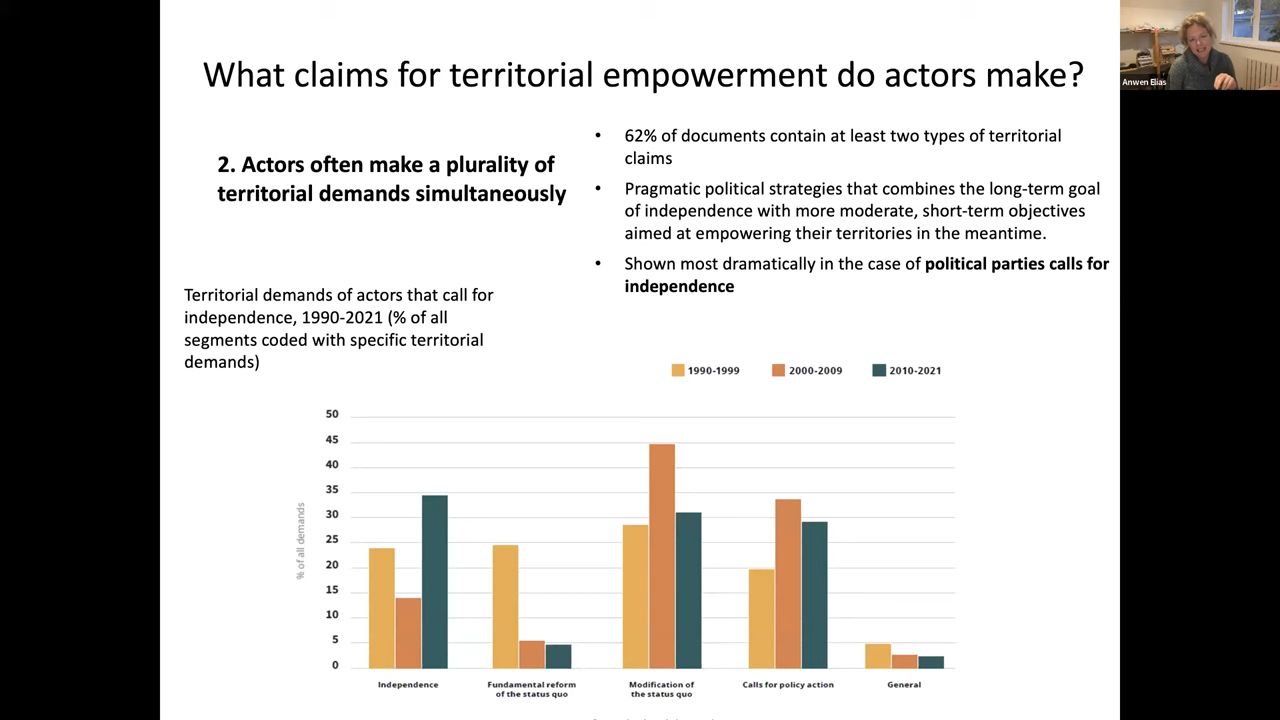 What claims for territorial empowerment do actors make?
Anwen Elias
2. Actors often make a plurality of
territorial demands simultaneously
• 62% of documents contain at least two types of territorial
claims
• Pragmatic political strategies that combines the long-term goal
of independence with more moderate, short-term objectives
aimed at empowering their territories in the meantime.
• Shown most dramatically in the case of political parties calls for
independence
Territorial demands of actors that call for
independence, 1990-2021 (% of all
segments coded with specific territorial
demands)
1990-1999 2000-2009 2010-2021
% of all demands
50
45
40
35
30
25
20
15
10
5
0
Independence
Fundamental reform
of the status quo
Modification of
the status quo
Calls for policy action
General